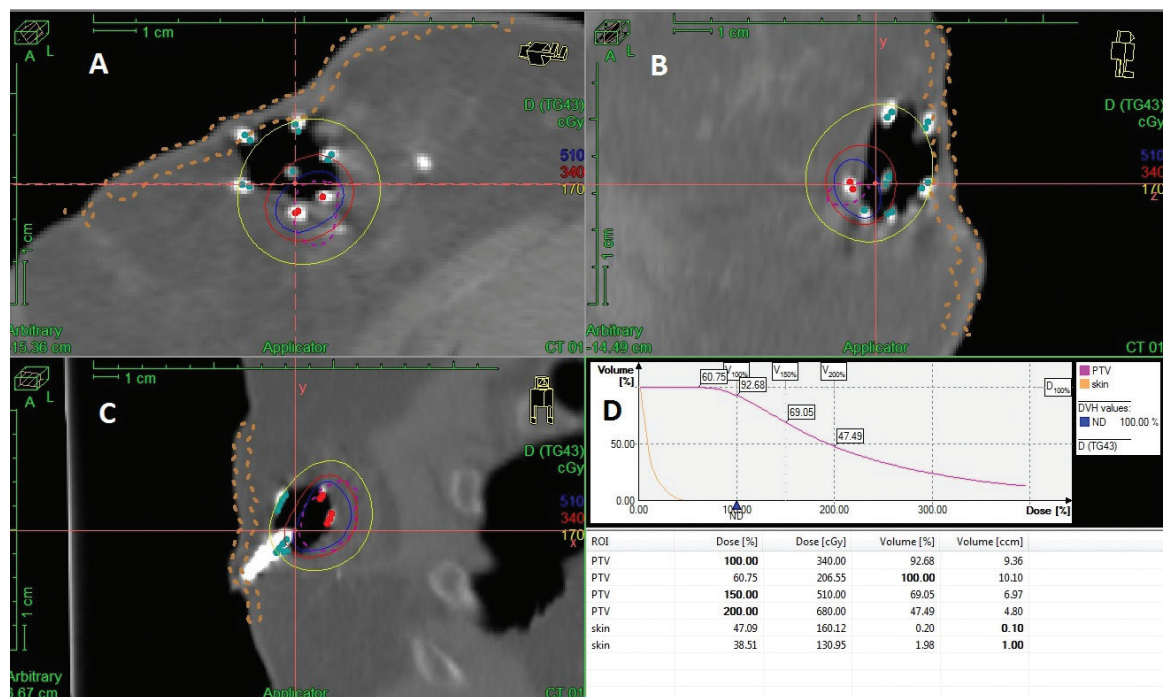 1 cm
A L
A
D (TG43)
cGy
510
340
170
1 cm
Arbitrary
-15.36 cm
Applicator
CT 01
1 cm
A
B
y
D (TG43)
cGy
510
340
170
z
1 cm
Arbitrary
-14.49 cm
Applicator
CT 01
1 cm
A L
C
y
D (TG43)
cGy
510
340
170
x
1 cm
Arbitrary
6.67 cm
Applicator
CT 01
D
Volume
[%]
60.75
V100%
92.68
V150%
V200%
D100%
69.05
47.49
50.00
0.00
0.00
200.00
300.00
Dose [%]
ND
PTV
skin
DVH values:
ND 100.00 %
D (TG43)
ROI Dose [%] Dose [cGy] Volume [%] Volume [ccm]
PTV 100.00 340.00 92.68 9.36
PTV 60.75 206.55 100.00 10.10
PTV 150.00 510.00 69.05 6.97
PTV 200.00 680.00 47.49 4.80
skin 47.09 160.12 0.20 0.10
skin 38.51 130.95 1.98 1.00